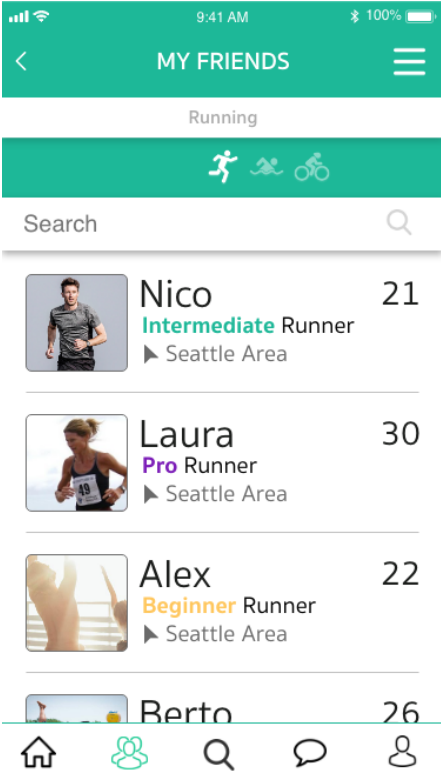 9:41 AM 100%
MY FRIENDS
Running
Search
Nico 21
Intermediate Runner
Seattle Area
49
Laura 30
Pro Runner
Seattle Area
Alex 22
Beginner Runner
Seattle Area
Berto 26